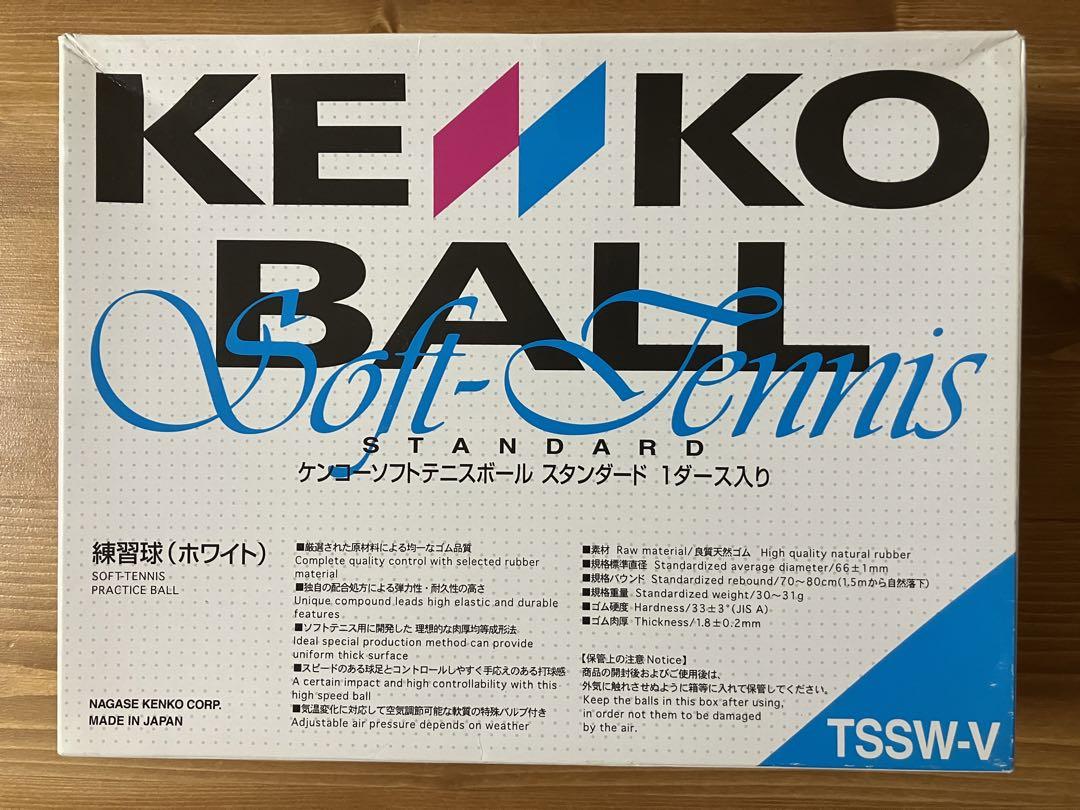 KENKO
BALL
Soft-Tennis
STANDARD
ケンコーソフトテニスボール スタンダード 1ダース入り
練習球(ホワイト)
SOFT-TENNIS
PRACTICE BALL
NAGASE KENKO CORP.
MADE IN JAPAN
■厳選された原材料による均一なゴム品質
Complete quality control with selected rubber
material
■独自の配合処方による弾力性・耐久性の高さ
Unique compound leads high elastic and durable
features
■ソフトテニス用に開発した 理想的な肉厚均等成形法
Ideal special production method can provide
uniform thick surface
■スピードのある球足とコントロールしやすく手応えのある打球感
A certain impact and high controllability with this
high speed ball
■気温変化に対応して空気調節可能な軟質の特殊バルブ付き
Adjustable air pressure depends on weather
■素材 Raw material/良質天然ゴム High quality natural rubber
■規格標準直径 Standardized average diameter/66±1mm
■規格バウンド Standardized rebound/70〜80cm(1,5mから自然落下)
■規格重量 Standardized weight/30〜31g
■ゴム硬度 Hardness/33±3°(JIS A)
■ゴム肉厚 Thickness/1.8±0.2mm
【保管上の注意 Notice】
商品の開封後およびご使用後は、
外気に触れさせぬように箱等に入れて保管してください。
Keep the balls in this box after using,
in order not them to be damaged
by the air.
TSSW-V